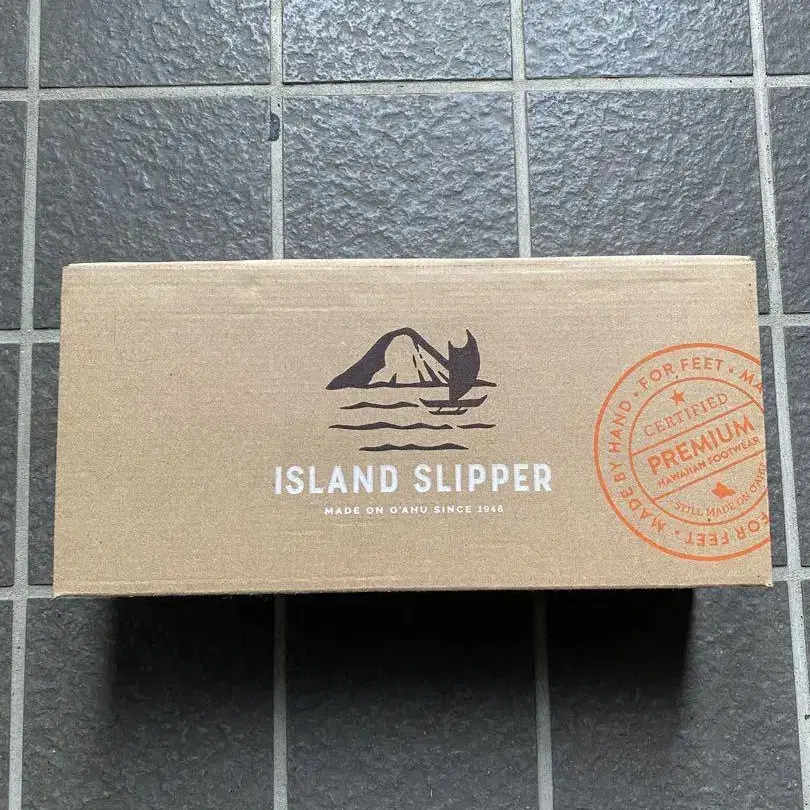 ISLAND SLIPPER
MADE ON O'AHU SINCE 1946
MADE BY HAND • FOR FEET •
FOR FEET •
CERTIFIED
PREMIUM
HAWAIIAN FOOTWEAR
STILL MADE ON OAHU